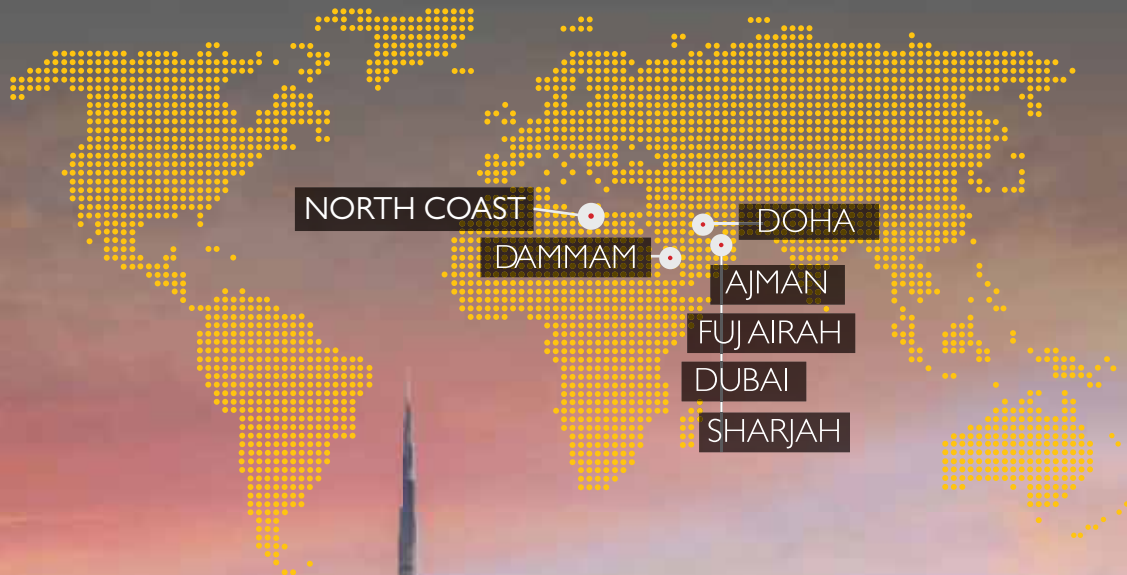 NORTH COAST
DOHA
DAMMAM
AJMAN
FUJAIRAH
DUBAI
SHARJAH